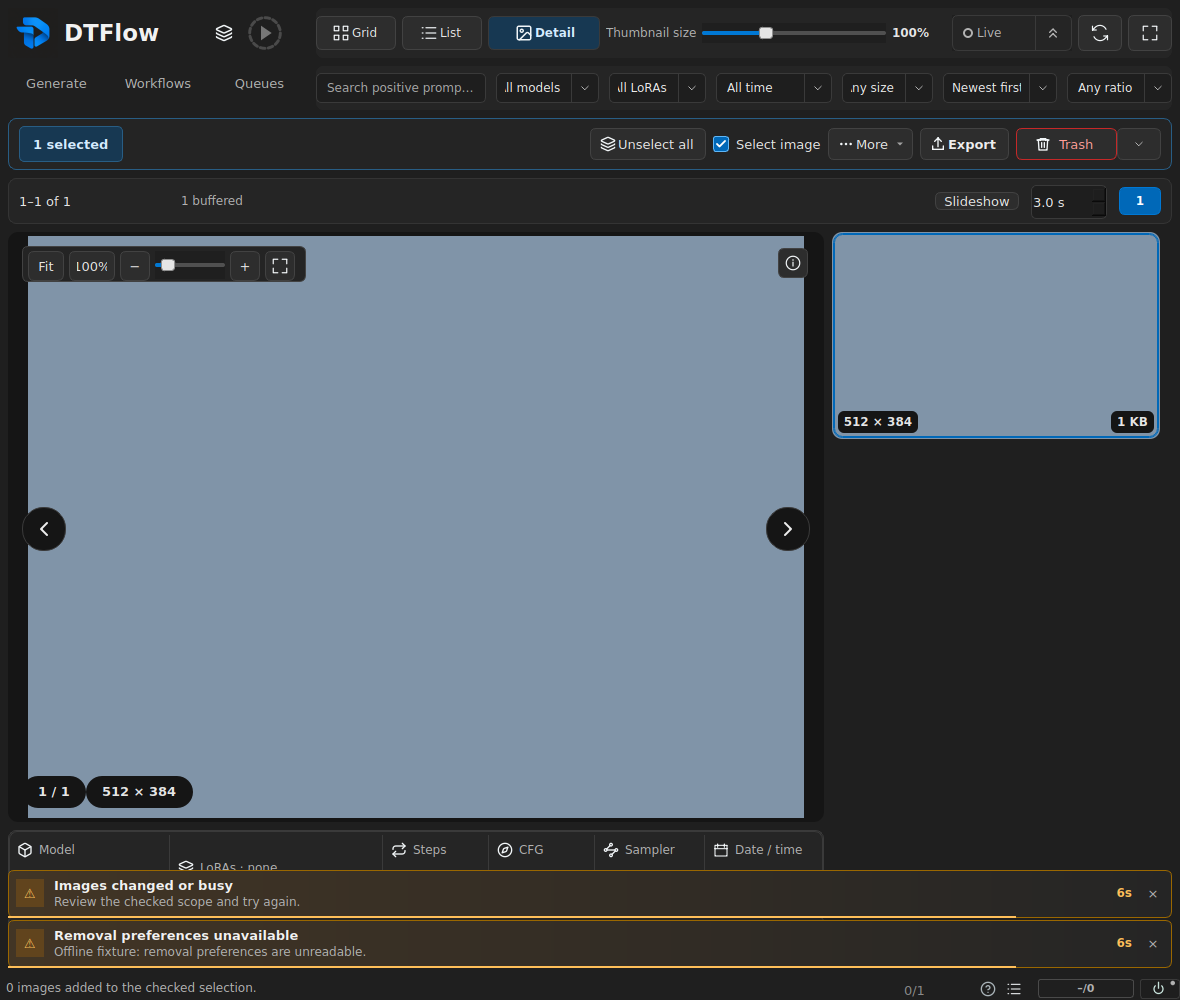 DTFlow
Grid
List
Detail
Thumbnail size
100%
Live
Generate
Workflows
Queues
Search positive promp...
ll models
ll LoRAs
All time
ny size
Newest first
Any ratio
1 selected
Unselect all
Select image
More
Export
Trash
1–1 of 1
1 buffered
Slideshow
3.0 s
1
Fit
100%
−
+
512 × 384
1 KB
1 / 1
512 × 384
Model
LoRAs : none
Steps
CFG
Sampler
Date / time
Images changed or busy
Review the checked scope and try again.
6s
×
Removal preferences unavailable
Offline fixture: removal preferences are unreadable.
6s
×
0 images added to the checked selection.
0/1
–/0